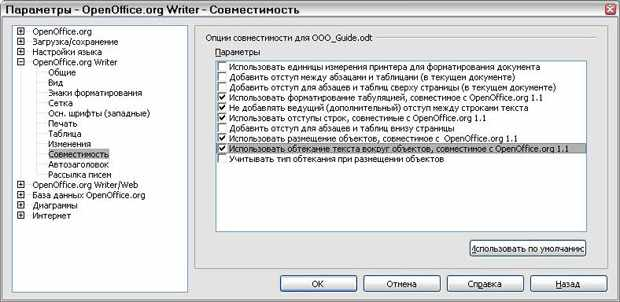 Параметры - OpenOffice.org Writer - Совместимость
OpenOffice.org
Загрузка/сохранение
Настройки языка
OpenOffice.org Writer
Общие
Вид
Знаки форматирования
Сетка
Осн. шрифты (западные)
Печать
Таблица
Изменения
Совместимость
Автозаголовок
Рассылка писем
OpenOffice.org Writer/Web
База данных OpenOffice.org
Диаграммы
Интернет
Опции совместимости для OOO_Guide.odt
Параметры
Использовать единицы измерения принтера для форматирования документа
Добавить отступ между абзацами и таблицами (в текущем документе)
Добавить отступ для абзацев и таблиц сверху страницы (в текущем документе)
Использовать форматирование табуляцией, совместимое с OpenOffice.org 1.1
Не добавлять ведущий (дополнительный) отступ между строками текста
Использовать отступы строк, совместимые с OpenOffice.org 1.1
Добавить отступ для абзацев и таблиц внизу страницы
Использовать размещение объектов, совместимое с OpenOffice.org 1.1
Использовать обтекание текста вокруг объектов, совместимое с OpenOffice.org 1.1
Учитывать тип обтекания при размещении объектов
Использовать по умолчанию:
ОК
Отмена
Справка
Назад